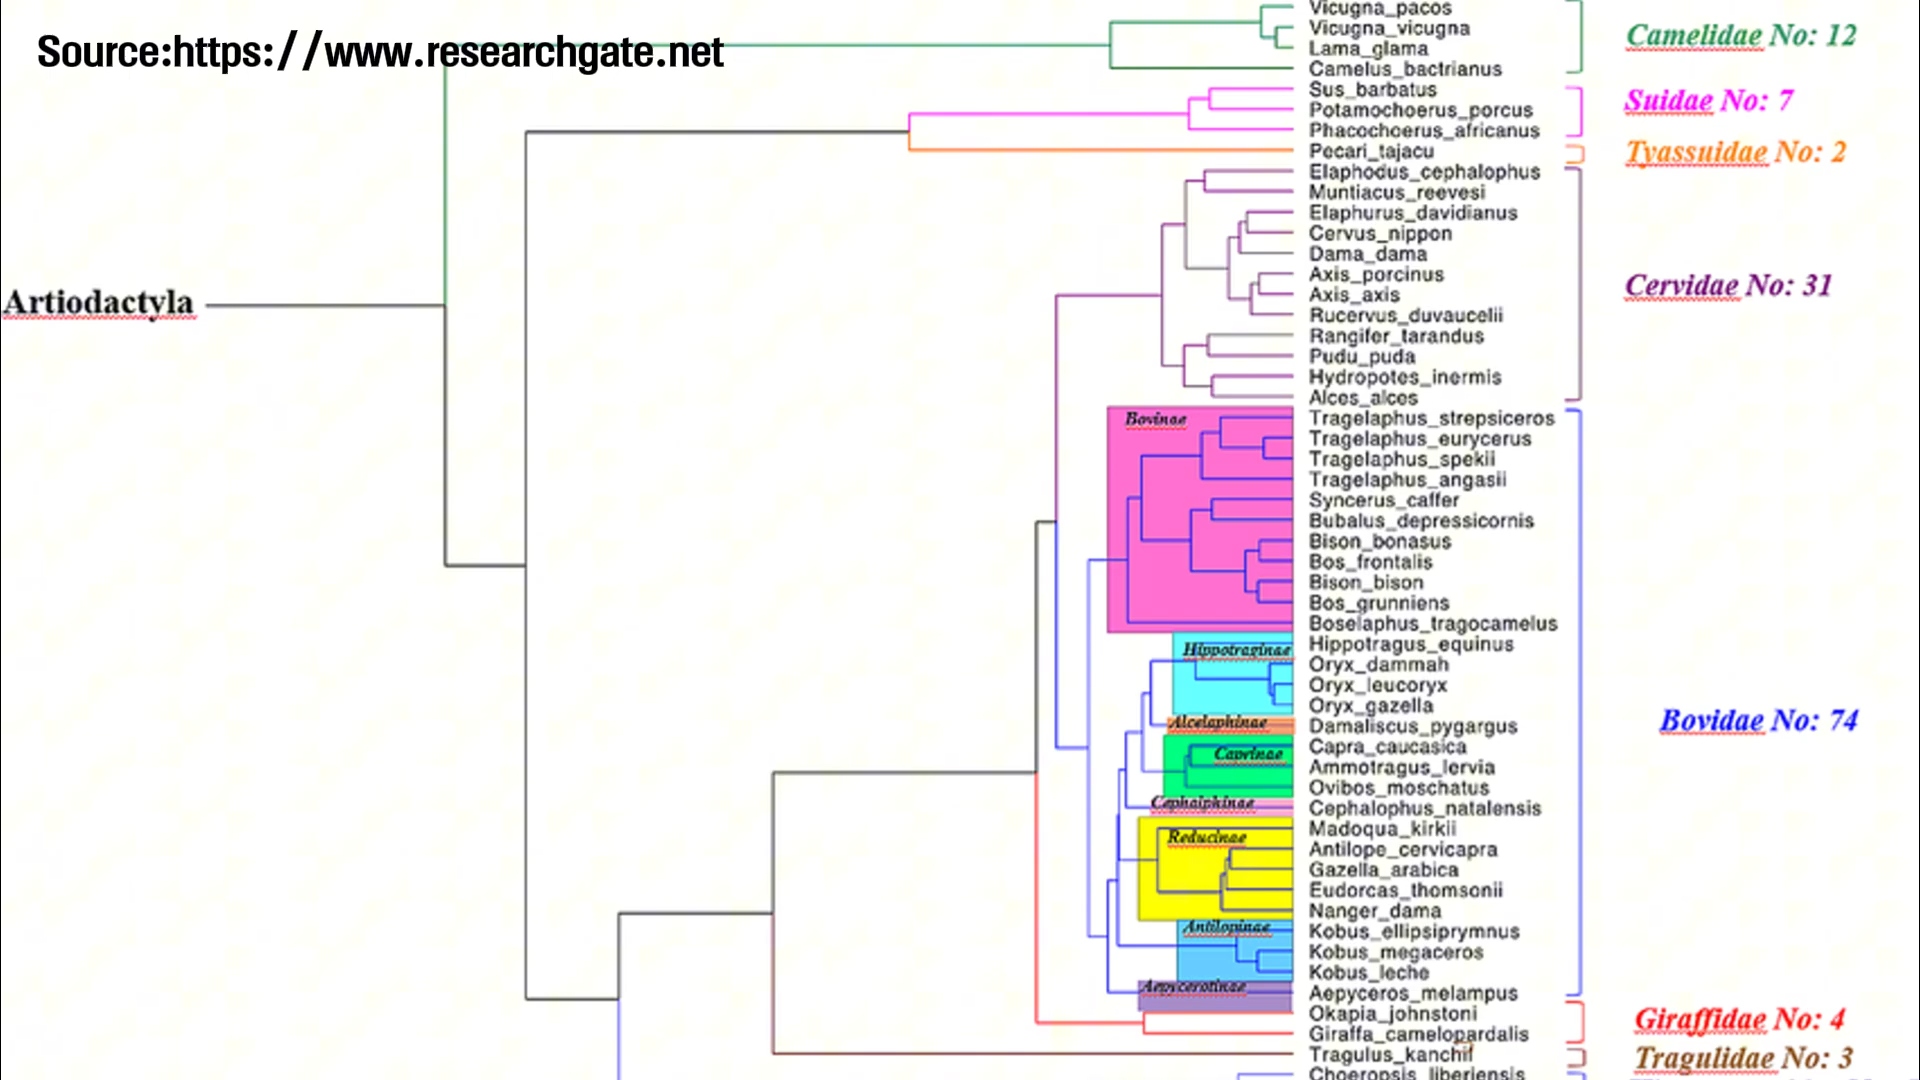 Source:https://www.researchgate.net
Artiodactyla
Vicugna_pacos
Vicugna_vicugna
Lama_glama
Camelus_bactrianus
Camelidae No: 12
Sus_barbatus
Potamochoerus_porcus
Phacochoerus_africanus
Suidae No: 7
Pecari_tajacu
Tyassuidae No: 2
Elaphodus_cephalophus
Muntiacus_reevesi
Elaphurus_davidianus
Cervus_nippon
Dama_dama
Axis_porcinus
Axis_axis
Rucervus_duvaucelii
Rangifer_tarandus
Pudu_puda
Hydropotes_inermis
Alces_alces
Cervidae No: 31
Bovinae
Tragelaphus_strepsiceros
Tragelaphus_eurycerus
Tragelaphus_spekii
Tragelaphus_angasii
Syncerus_caffer
Bubalus_depressicornis
Bison_bonasus
Bos_frontalis
Bison_bison
Bos_grunniens
Boselaphus_tragocamelus
Hippotraginae
Hippotragus_equinus
Oryx_dammah
Oryx_leucoryx
Oryx_gazella
Alcelaphinae
Damaliscus_pygargus
Caprinae
Capra_caucasica
Ammotragus_lervia
Ovibos_moschatus
Cephalphinae
Cephalophus_natalensis
Reducinae
Madoqua_kirkii
Antilope_cervicapra
Gazella_arabica
Eudorcas_thomsonii
Nanger_dama
Antilopinae
Kobus_ellipsiprymnus
Kobus_megaceros
Kobus_leche
Aepycerotinae
Aepyceros_melampus
Bovidae No: 74
Okapia_johnstoni
Giraffa_camelopardalis
Giraffidae No: 4
Tragulus_kanchil
Tragulidae No: 3
Choeropsis_liberiensis